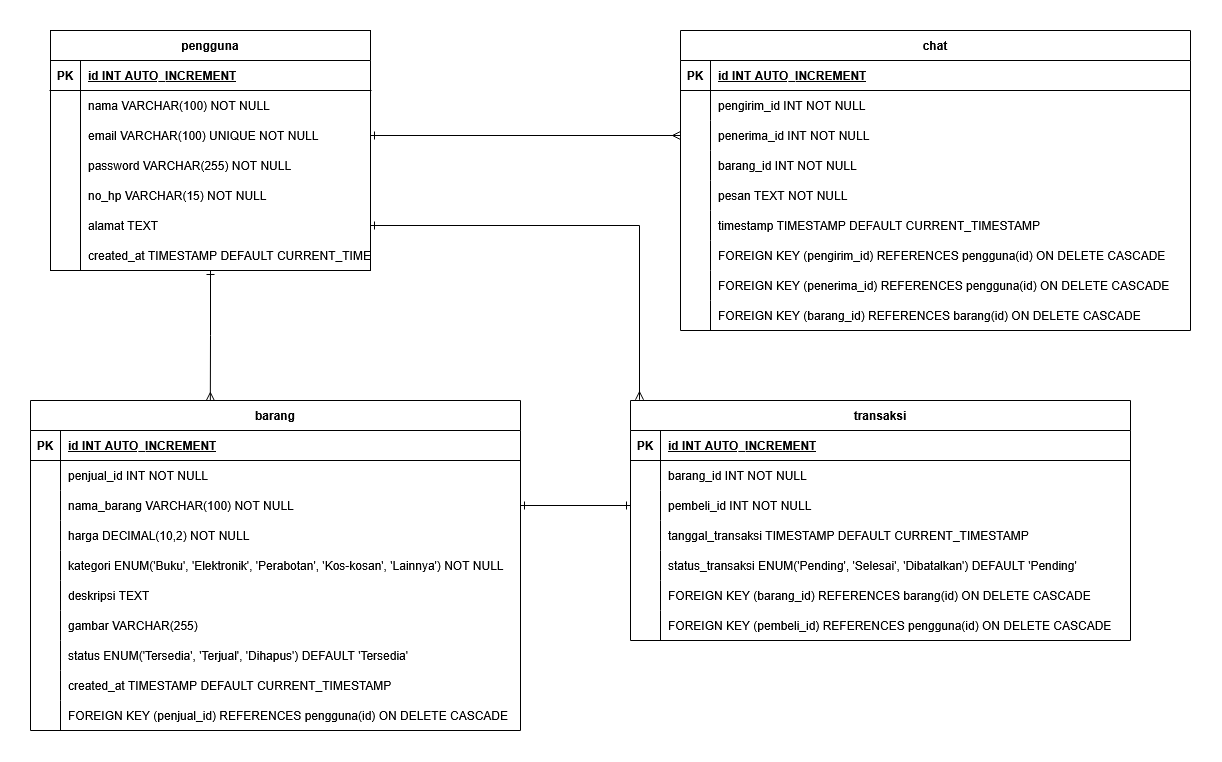 pengguna
PK id INT AUTO_INCREMENT
nama VARCHAR(100) NOT NULL
email VARCHAR(100) UNIQUE NOT NULL
password VARCHAR(255) NOT NULL
no_hp VARCHAR(15) NOT NULL
alamat TEXT
created_at TIMESTAMP DEFAULT CURRENT_TIME
chat
PK id INT AUTO_INCREMENT
pengirim_id INT NOT NULL
penerima_id INT NOT NULL
barang_id INT NOT NULL
pesan TEXT NOT NULL
timestamp TIMESTAMP DEFAULT CURRENT_TIMESTAMP
FOREIGN KEY (pengirim_id) REFERENCES pengguna(id) ON DELETE CASCADE
FOREIGN KEY (penerima_id) REFERENCES pengguna(id) ON DELETE CASCADE
FOREIGN KEY (barang_id) REFERENCES barang(id) ON DELETE CASCADE
barang
PK id INT AUTO_INCREMENT
penjual_id INT NOT NULL
nama_barang VARCHAR(100) NOT NULL
harga DECIMAL(10,2) NOT NULL
kategori ENUM('Buku', 'Elektronik', 'Perabotan', 'Kos-kosan', 'Lainnya') NOT NULL
deskripsi TEXT
gambar VARCHAR(255)
status ENUM('Tersedia', 'Terjual', 'Dihapus') DEFAULT 'Tersedia'
created_at TIMESTAMP DEFAULT CURRENT_TIMESTAMP
FOREIGN KEY (penjual_id) REFERENCES pengguna(id) ON DELETE CASCADE
transaksi
PK id INT AUTO_INCREMENT
barang_id INT NOT NULL
pembeli_id INT NOT NULL
tanggal_transaksi TIMESTAMP DEFAULT CURRENT_TIMESTAMP
status_transaksi ENUM('Pending', 'Selesai', 'Dibatalkan') DEFAULT 'Pending'
FOREIGN KEY (barang_id) REFERENCES barang(id) ON DELETE CASCADE
FOREIGN KEY (pembeli_id) REFERENCES pengguna(id) ON DELETE CASCADE